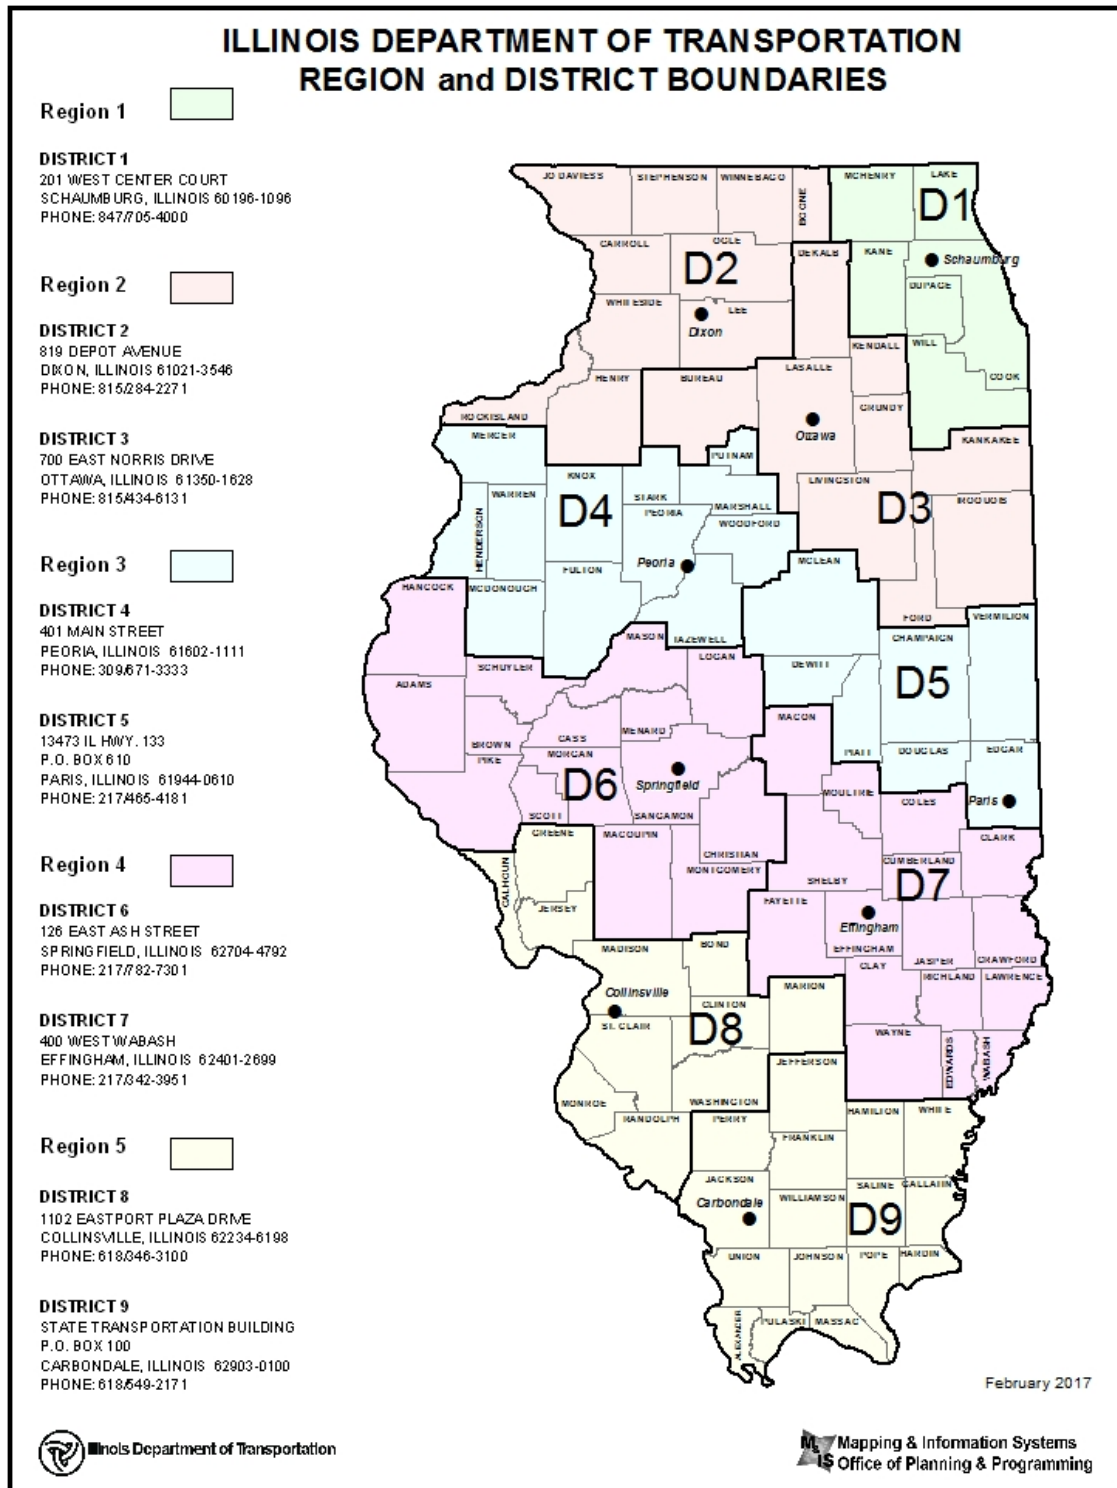 ILLINOIS DEPARTMENT OF TRANSPORTATION
REGION and DISTRICT BOUNDARIES
Region 1
DISTRICT 1
201 WEST CENTER COURT
SCHAUMBURG, ILLINOIS 60196-1096
PHONE: 847/705-4000
Region 2
DISTRICT 2
819 DEPOT AVENUE
DIXON, ILLINOIS 61021-3546
PHONE: 815/284-2271
DISTRICT 3
700 EAST NORRIS DRIVE
OTTAWA, ILLINOIS 61350-1628
PHONE: 815/434-6131
Region 3
DISTRICT 4
401 MAIN STREET
PEORIA, ILLINOIS 61602-1111
PHONE: 309/671-3333
DISTRICT 5
13473 IL HWY. 133
P.O. BOX 610
PARIS, ILLINOIS 61944-0610
PHONE: 217/465-4181
Region 4
DISTRICT 6
126 EAST ASH STREET
SPRINGFIELD, ILLINOIS 62704-4792
PHONE: 217/782-7301
DISTRICT 7
400 WEST WABASH
EFFINGHAM, ILLINOIS 62401-2699
PHONE: 217/342-3951
Region 5
DISTRICT 8
1102 EASTPORT PLAZA DRIVE
COLLINSVILLE, ILLINOIS 62234-6198
PHONE: 618/346-3100
DISTRICT 9
STATE TRANSPORTATION BUILDING
P.O. BOX 100
CARBONDALE, ILLINOIS 62903-0100
PHONE: 618/549-2171
JO DAVIESS
STEPHENSON
WINNEBAGO
BOONE
MCHENRY
LAKE
D1
CARROLL
OGLE
D2
DEKALB
KANE
Schaumburg
DUPAGE
WHITESIDE
LEE
Dixon
KENDALL
WILL
COOK
HENRY
BUREAU
LASALLE
GRUNDY
ROCK ISLAND
Ottawa
MERCER
PUTNAM
KANKAKEE
KNOX
STARK
LIVINGSTON
WARREN
HENDERSON
D4
PEORIA
MARSHALL
WOODFORD
D3
IROQUOIS
Peoria
MCLEAN
FULTON
HANCOCK
MCDONOUGH
FORD
VERMILION
MASON
TAZEWELL
CHAMPAIGN
LOGAN
SCHUYLER
DEWITT
D5
ADAMS
MACON
MENARD
CASS
BROWN
PIKE
MORGAN
PIATT
DOUGLAS
EDGAR
D6
Springfield
MOULTRIE
COLES
Paris
SCOTT
SANGAMON
GREENE
MACOUPIN
CLARK
CHRISTIAN
CUMBERLAND
CALHOUN
MONTGOMERY
SHELBY
D7
FAYETTE
JERSEY
Effingham
MADISON
BOND
EFFINGHAM
JASPER
CRAWFORD
CLAY
RICHLAND
LAWRENCE
MARION
Collinsville
CLINTON
ST. CLAIR
D8
WAYNE
EDWARDS
WABASH
JEFFERSON
MONROE
WASHINGTON
RANDOLPH
PERRY
HAMILTON
WHITE
FRANKLIN
JACKSON
SALINE
GALLATIN
Carbondale
WILLIAMSON
D9
UNION
JOHNSON
POPE
HARDIN
ALEXANDER
PULASKI
MASSAC
February 2017
Illinois Department of Transportation
M&IS
Mapping & Information Systems
Office of Planning & Programming